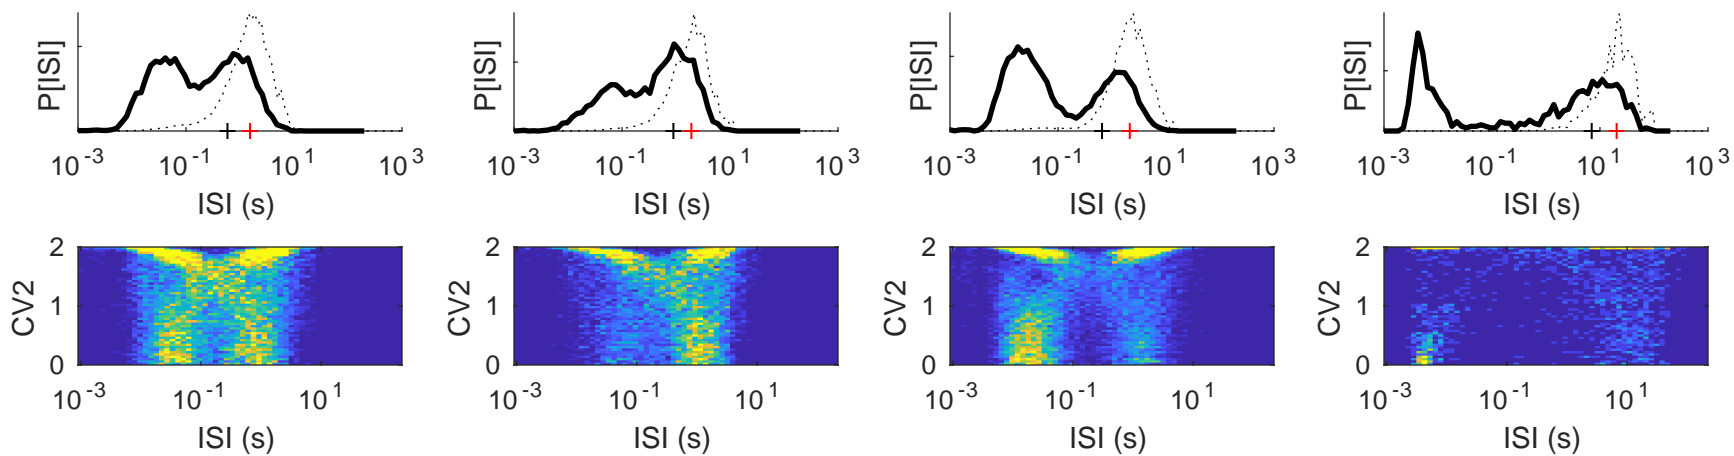 P[ISI] P[ISI] P[ISI] P[ISI]
10^-3 10^-1 10^1 10^3 10^-3 10^-1 10^1 10^3 10^-3 10^-1 10^1 10^3 10^-3 10^-1 10^1 10^3
ISI (s) ISI (s) ISI (s) ISI (s)
CV2 CV2 CV2 CV2
2 2 2 2
1 1 1 1
0 0 0 0
10^-3 10^-1 10^1 10^-3 10^-1 10^1 10^-3 10^-1 10^1 10^-3 10^-1 10^1
ISI (s) ISI (s) ISI (s) ISI (s)